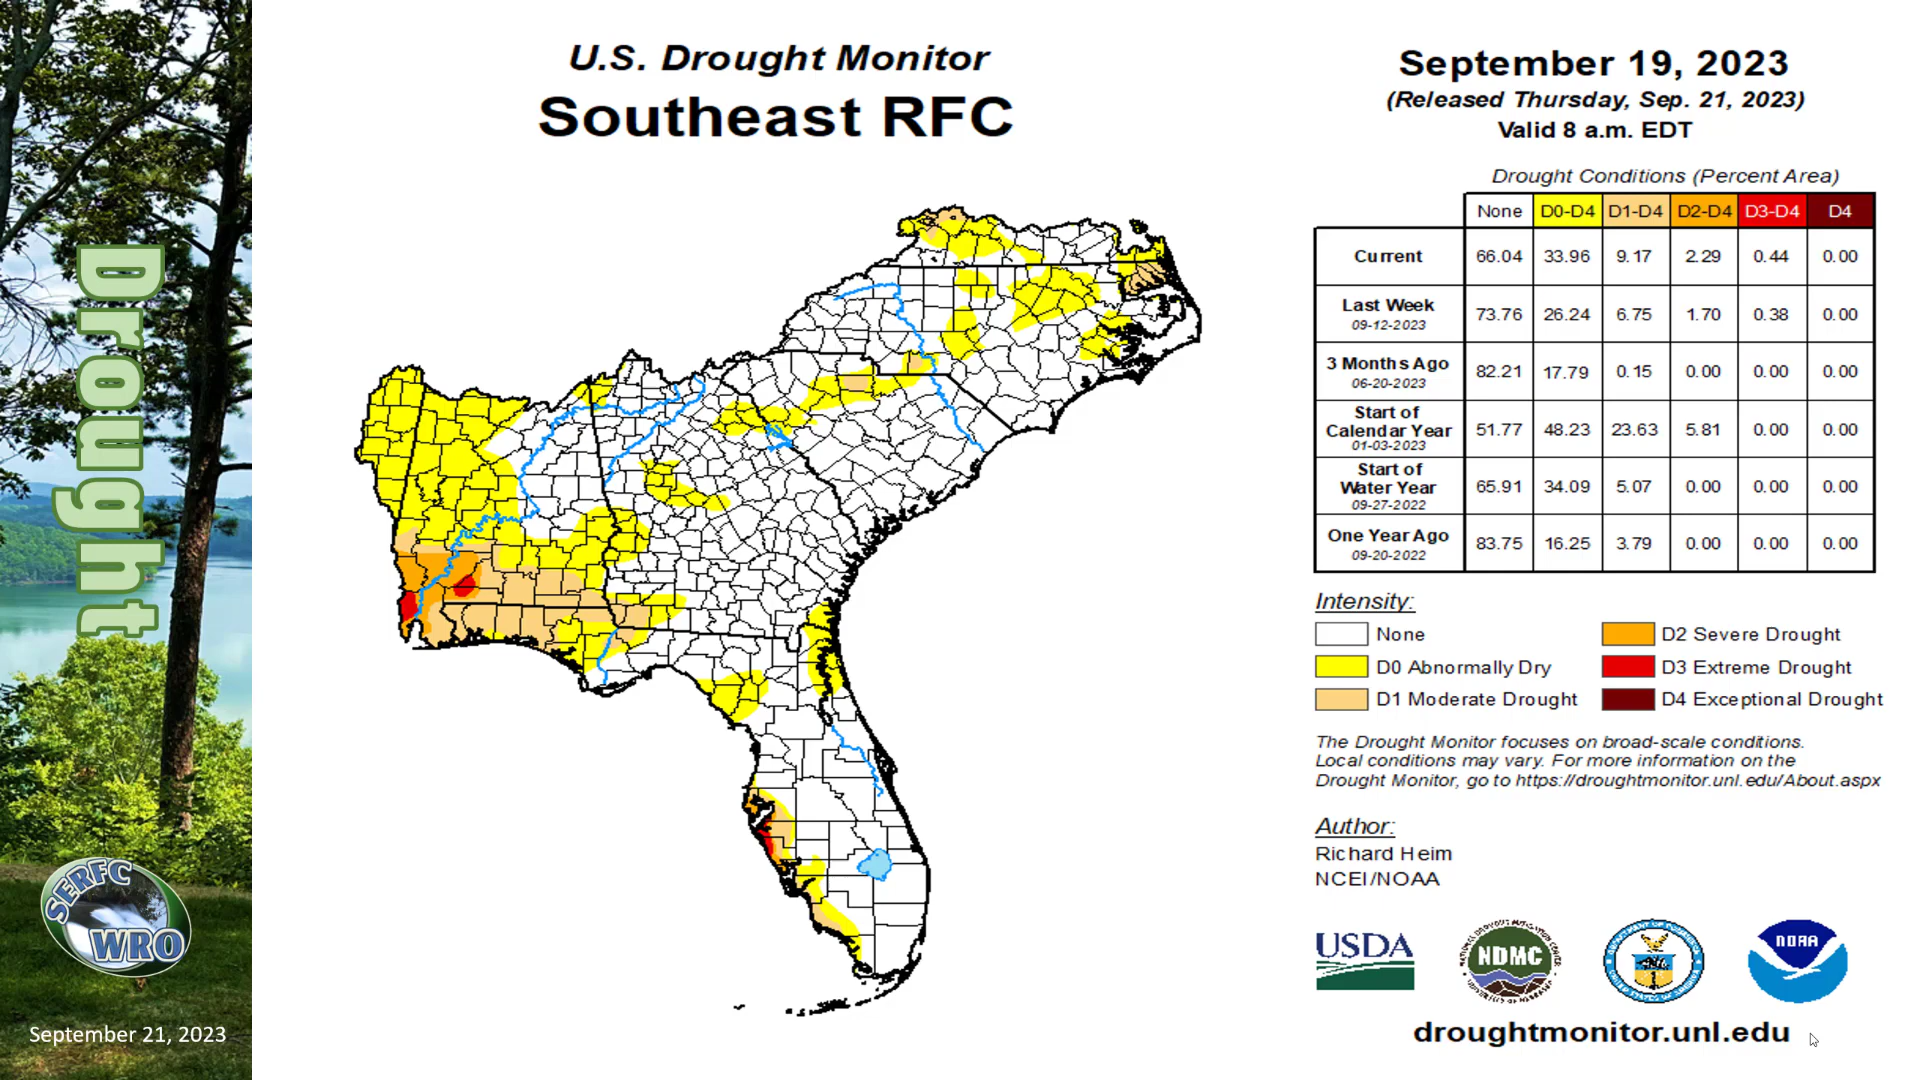 Drought
SERFC
WRO
September 21, 2023
U.S. Drought Monitor
Southeast RFC
September 19, 2023
(Released Thursday, Sep. 21, 2023)
Valid 8 a.m. EDT
Drought Conditions (Percent Area)
None D0-D4 D1-D4 D2-D4 D3-D4 D4
Current 66.04 33.96 9.17 2.29 0.44 0.00
Last Week
09-12-2023 73.76 26.24 6.75 1.70 0.38 0.00
3 Months Ago
06-20-2023 82.21 17.79 0.15 0.00 0.00 0.00
Start of
Calendar Year
01-03-2023 51.77 48.23 23.63 5.81 0.00 0.00
Start of
Water Year
09-27-2022 65.91 34.09 5.07 0.00 0.00 0.00
One Year Ago
09-20-2022 83.75 16.25 3.79 0.00 0.00 0.00
Intensity:
None
D0 Abnormally Dry
D1 Moderate Drought
D2 Severe Drought
D3 Extreme Drought
D4 Exceptional Drought
The Drought Monitor focuses on broad-scale conditions.
Local conditions may vary. For more information on the
Drought Monitor, go to https://droughtmonitor.unl.edu/About.aspx
Author:
Richard Heim
NCEI/NOAA
USDA
NDMC
NOAA
droughtmonitor.unl.edu